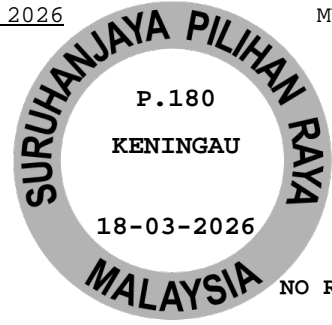 2026
M
SURUHANJAYA PILIHAN RAYA
P.180
KENINGAU
18-03-2026
MALAYSIA
NO R